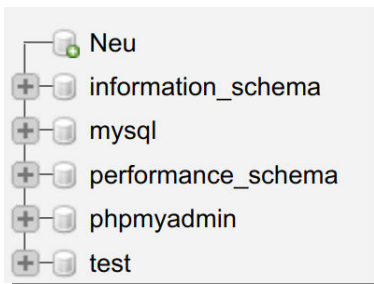 Neu
information_schema
mysql
performance_schema
phpmyadmin
test